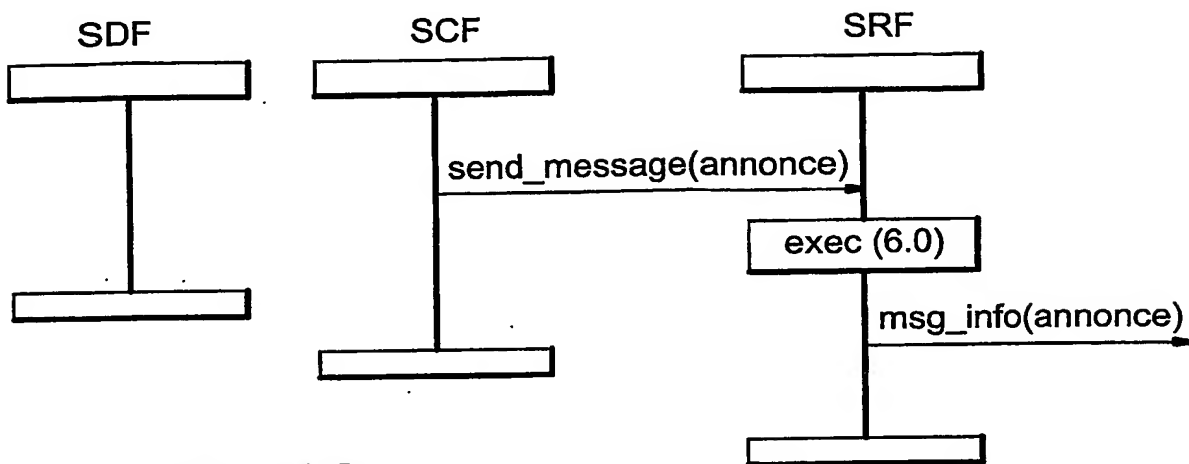 SDF
SCF
SRF
send_message(annonce)
exec (6.0)
msg_info(annonce)